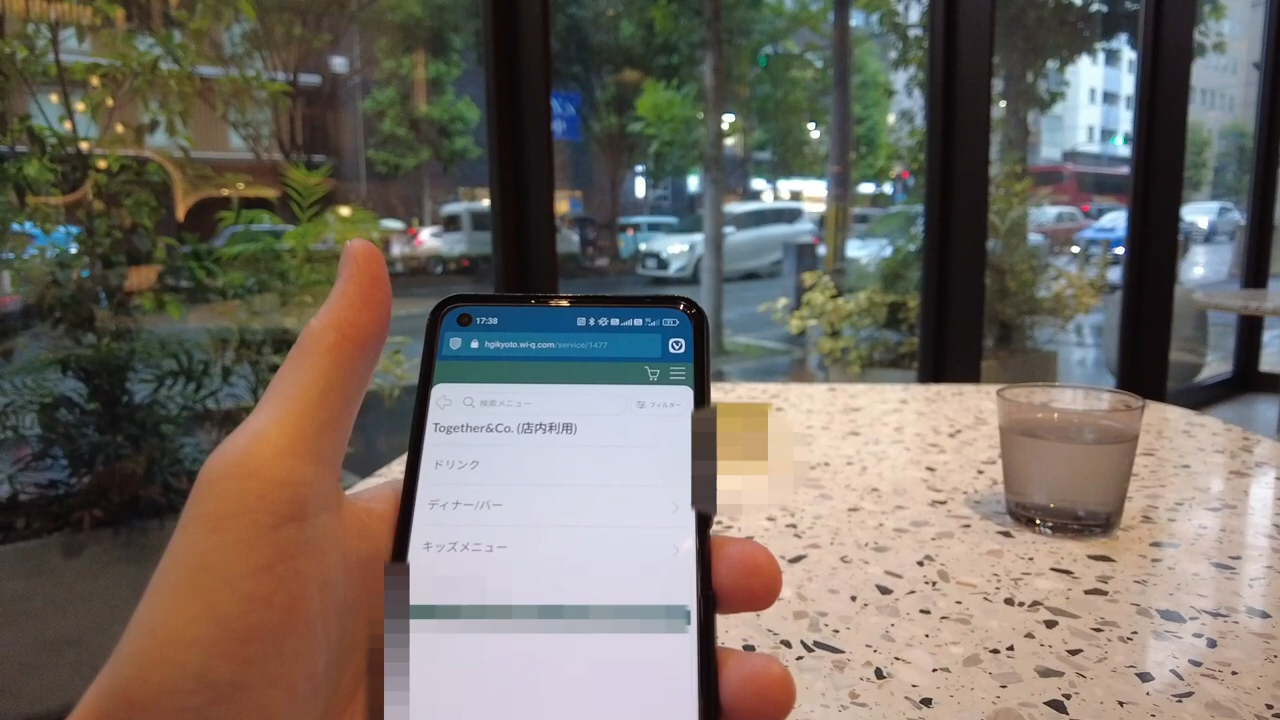 17:38
hgikyoto.wi-q.com/service/1477
検索メニュー
フィルター
Together&Co. (店内利用)
ドリンク
ディナー/バー
キッズメニュー